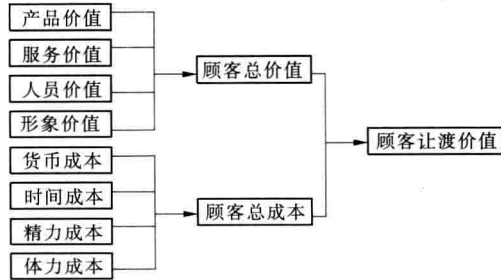 产品价值
服务价值
人员价值
形象价值
货币成本
时间成本
精力成本
体力成本
顾客总价值
顾客总成本
顾客让渡价值